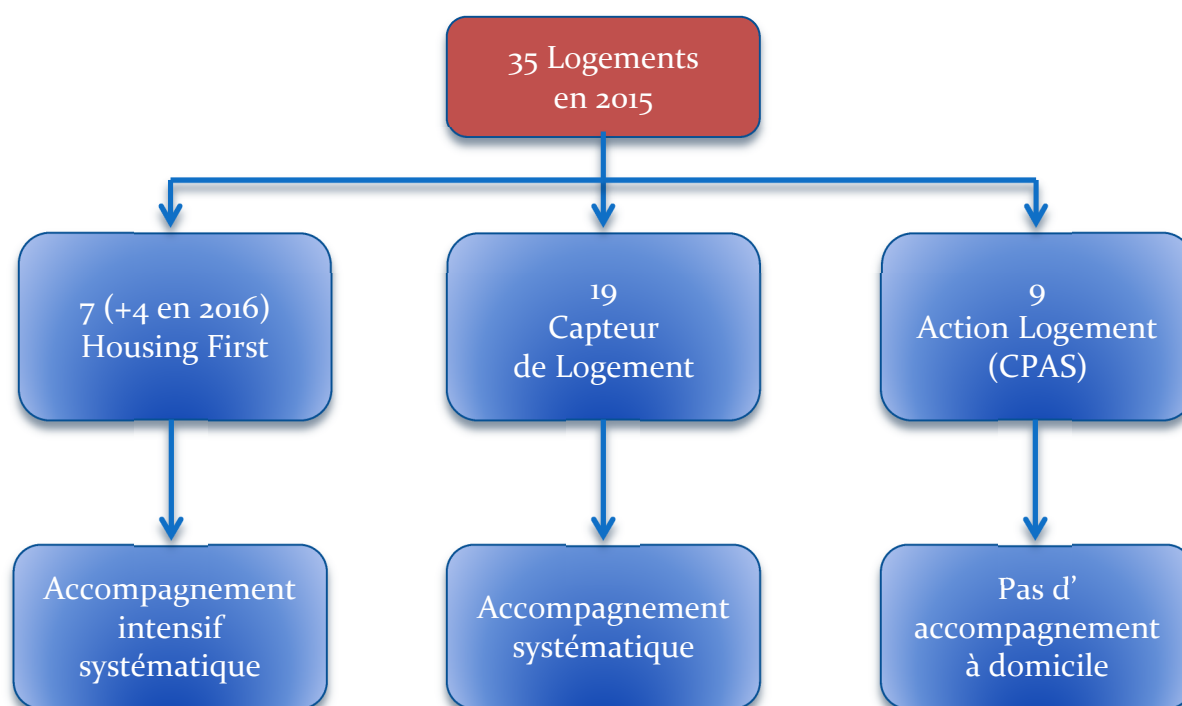 35 Logements
en 2015
7 (+4 en 2016)
Housing First
19
Capteur
de Logement
9
Action Logement
(CPAS)
Accompagnement
intensif
systématique
Accompagnement
systématique
Pas d’
accompagnement
à domicile